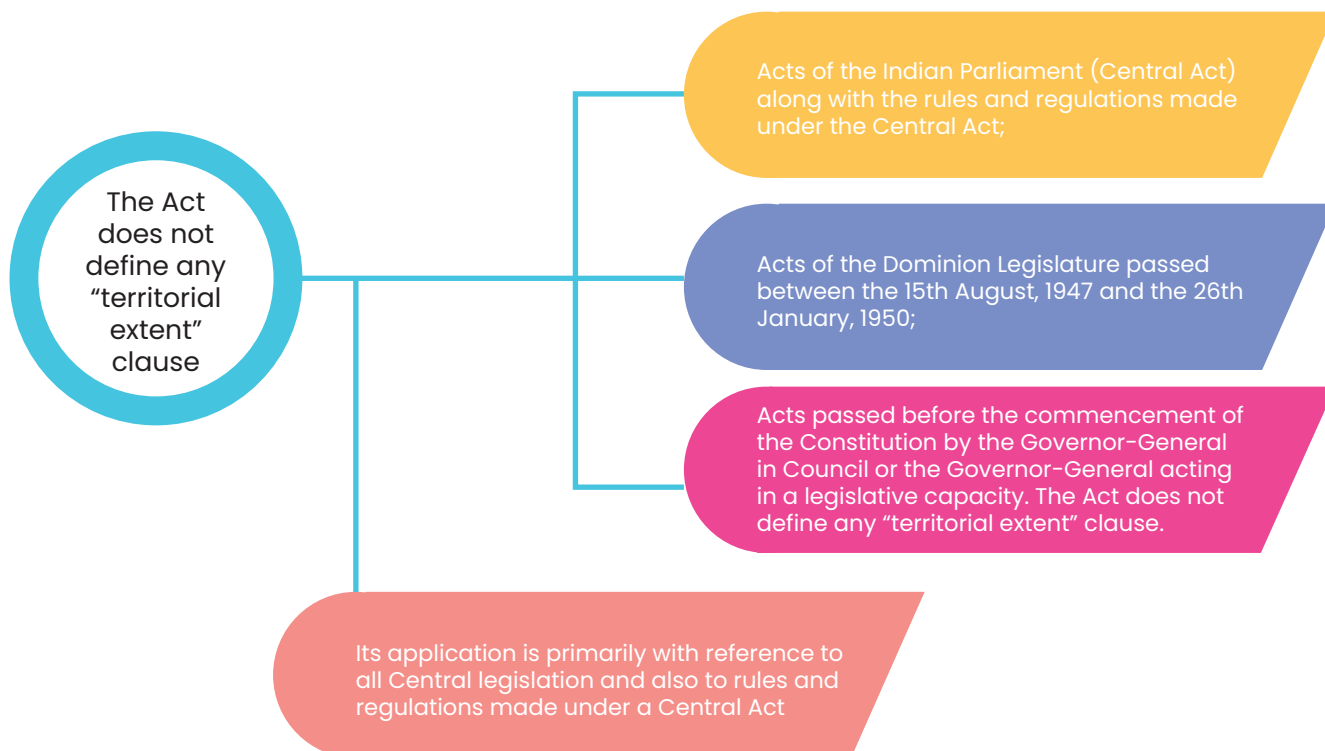 The Act
does not
define any
“territorial
extent”
clause
Acts of the Indian Parliament (Central Act)
along with the rules and regulations made
under the Central Act;
Acts of the Dominion Legislature passed
between the 15th August, 1947 and the 26th
January, 1950;
Acts passed before the commencement of
the Constitution by the Governor-General
in Council or the Governor-General acting
in a legislative capacity. The Act does not
define any “territorial extent” clause.
Its application is primarily with reference to
all Central legislation and also to rules and
regulations made under a Central Act